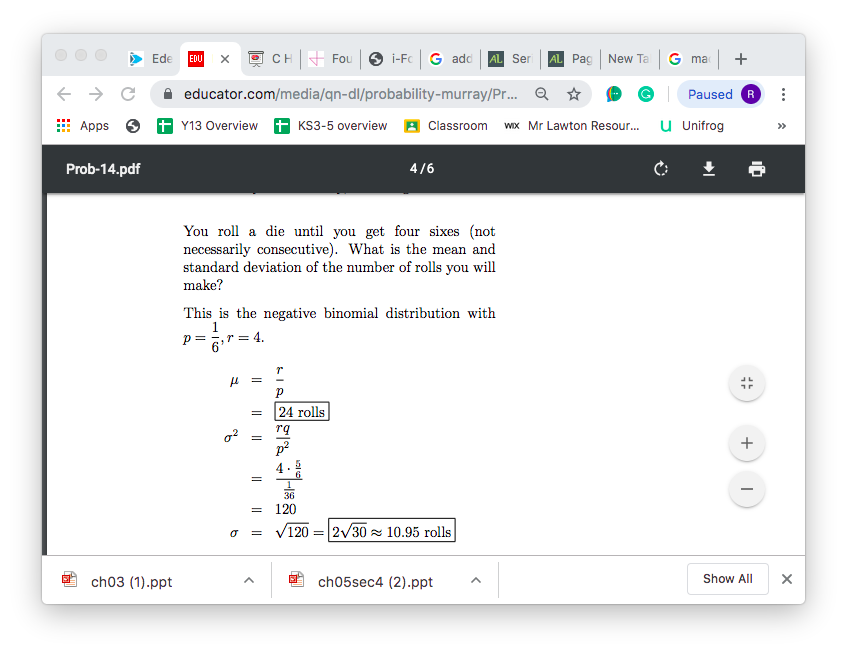 Ede
EDU
C H
Fou
i-Fc
G
add
AL
Ser
AL
Pag
New Ta
G
ma
educator.com/media/qn-dl/probability-murray/Pr...
G
Paused
R
Apps
Y13 Overview
KS3-5 overview
Classroom
WIX
Mr Lawton Resour...
Unifrog
»
Prob-14.pdf
4 / 6
You roll a die until you get four sixes (not
necessarily consecutive). What is the mean and
standard deviation of the number of rolls you will
make?
This is the negative binomial distribution with
p = 1/6, r = 4.
μ = r/p
= 24 rolls
σ² = rq/p²
= (4 · 5/6)/(1/36)
= 120
σ = √120 = 2√30 ≈ 10.95 rolls
ch03 (1).ppt
ch05sec4 (2).ppt
Show All